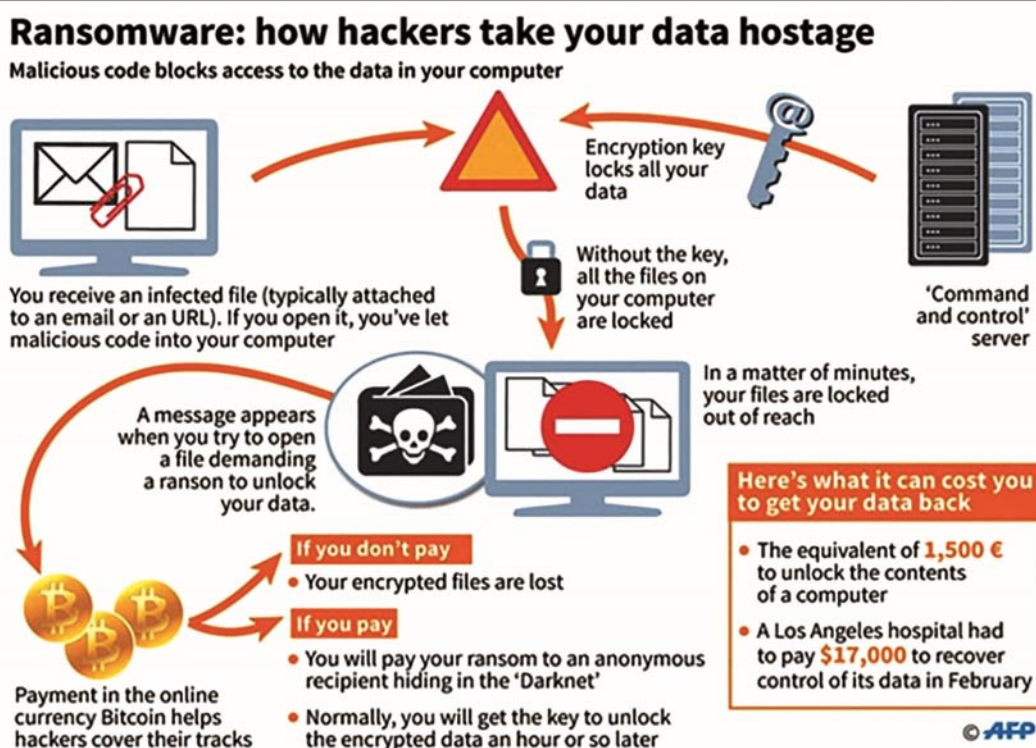 Ransomware: how hackers take your data hostage
Malicious code blocks access to the data in your computer
@
Encryption key
locks all your
data
Without the key,
all the files on
your computer
are locked
'Command
and control'
server
You receive an infected file (typically attached
to an email or an URL). If you open it, you've let
malicious code into your computer
In a matter of minutes,
your files are locked
out of reach
A message appears
when you try to open
a file demanding
a ranson to unlock
your data.
Here's what it can cost you
to get your data back
• The equivalent of 1,500 €
to unlock the contents
of a computer
• A Los Angeles hospital had
to pay $17,000 to recover
control of its data in February
If you don't pay
• Your encrypted files are lost
If you pay
• You will pay your ransom to an anonymous
recipient hiding in the 'Darknet'
• Normally, you will get the key to unlock
the encrypted data an hour or so later
Payment in the online
currency Bitcoin helps
hackers cover their tracks
© AFP